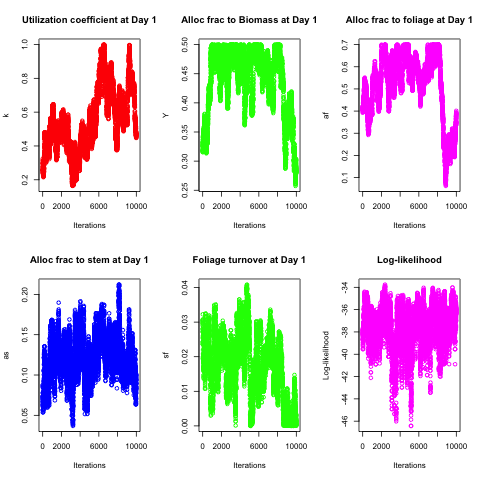 Utilization coefficient at Day 1
k
0.2 0.4 0.6 0.8 1.0
0 2000 6000 10000
Iterations
Alloc frac to Biomass at Day 1
Y
0.25 0.30 0.35 0.40 0.45 0.50
0 2000 6000 10000
Iterations
Alloc frac to foliage at Day 1
af
0.1 0.2 0.3 0.4 0.5 0.6 0.7
0 2000 6000 10000
Iterations
Alloc frac to stem at Day 1
as
0.05 0.10 0.15 0.20
0 2000 6000 10000
Iterations
Foliage turnover at Day 1
sf
0.00 0.01 0.02 0.03 0.04
0 2000 6000 10000
Iterations
Log-likelihood
Log-likelihood
-46 -44 -42 -40 -38 -36 -34
0 2000 6000 10000
Iterations